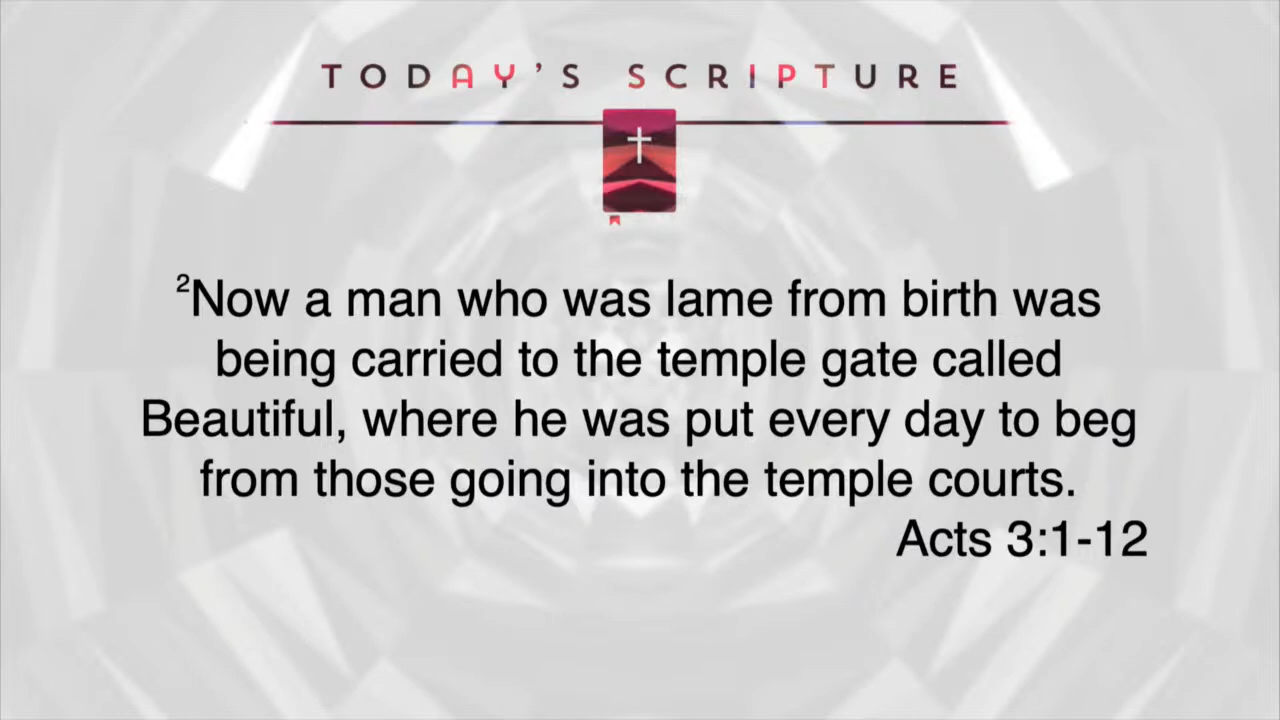 TODAY'S SCRIPTURE
²Now a man who was lame from birth was
being carried to the temple gate called
Beautiful, where he was put every day to beg
from those going into the temple courts.
Acts 3:1-12